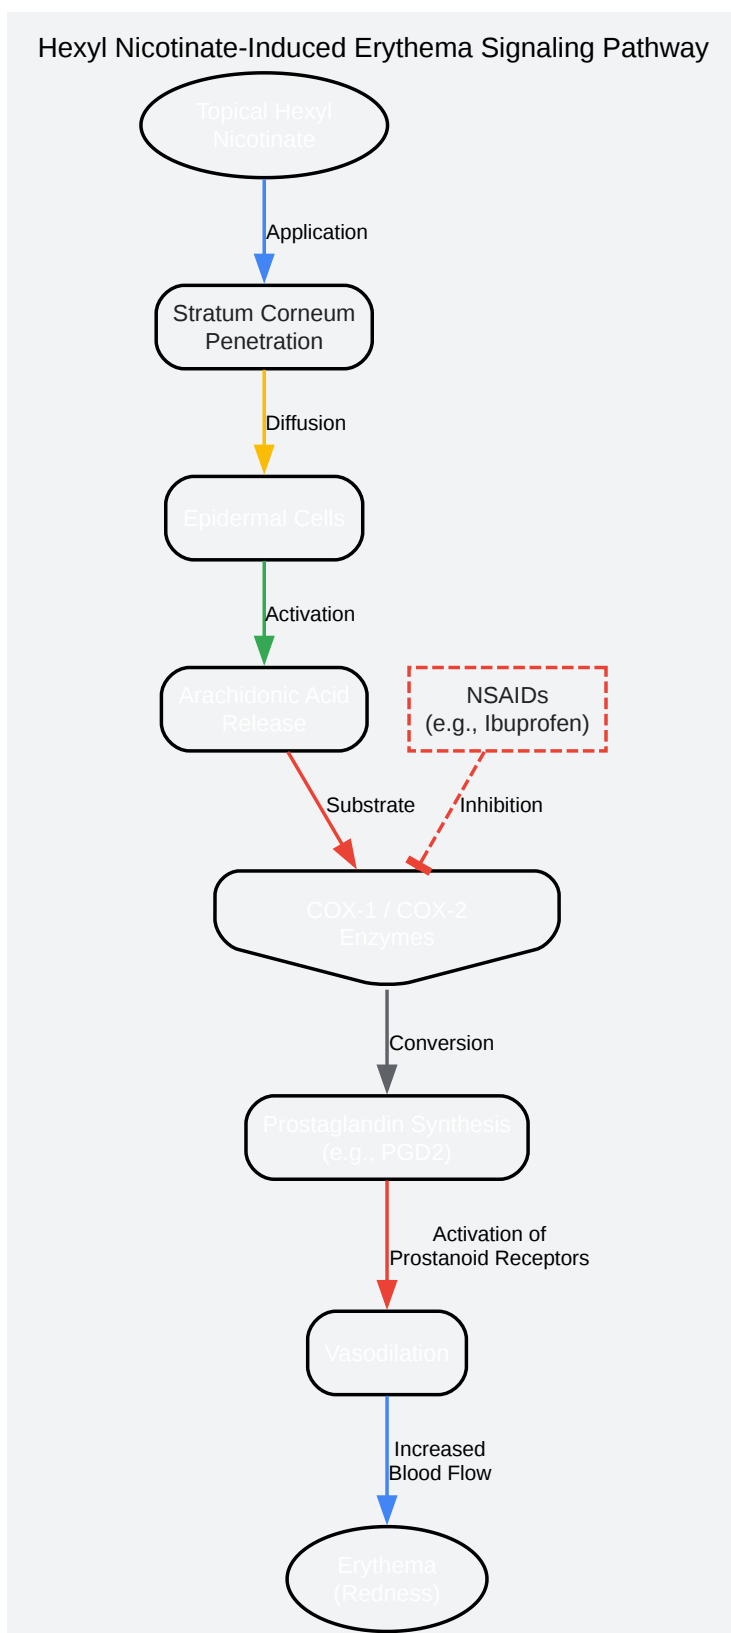 Hexyl Nicotinate-Induced Erythema Signaling Pathway
Topical Hexyl
Nicotinate
Application
Stratum Corneum
Penetration
Diffusion
Epidermal Cells
Activation
Arachidonic Acid
Release
NSAIDs
(e.g., Ibuprofen)
Substrate
Inhibition
COX-1 / COX-2
Enzymes
Conversion
Prostaglandin Synthesis
(e.g., PGD2)
Activation of
Prostanoid Receptors
Vasodilation
Increased
Blood Flow
Erythema
(Redness)